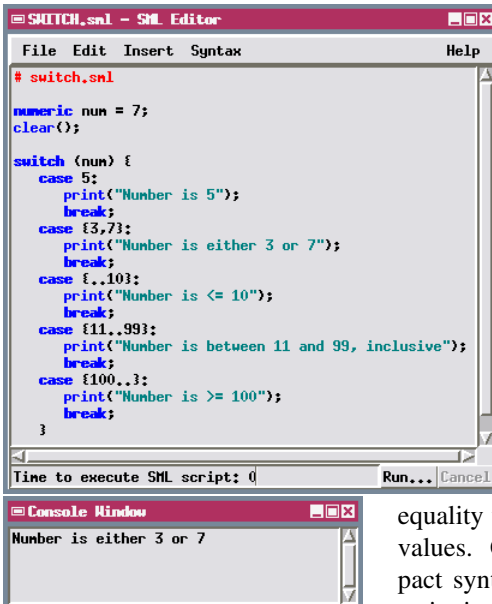 SWITCH.sml - SML Editor
File Edit Insert Syntax Help
# switch.sml
numeric num = 7;
clear();
switch (num) {
case 5:
print("Number is 5");
break;
case {3,7}:
print("Number is either 3 or 7");
break;
case {..10}:
print("Number is <= 10");
break;
case {11..99}:
print("Number is between 11 and 99, inclusive");
break;
case {100..}:
print("Number is >= 100");
break;
}
Time to execute SML script: 0 Run... Cancel
Console Window
Number is either 3 or 7
equality
values.
pact